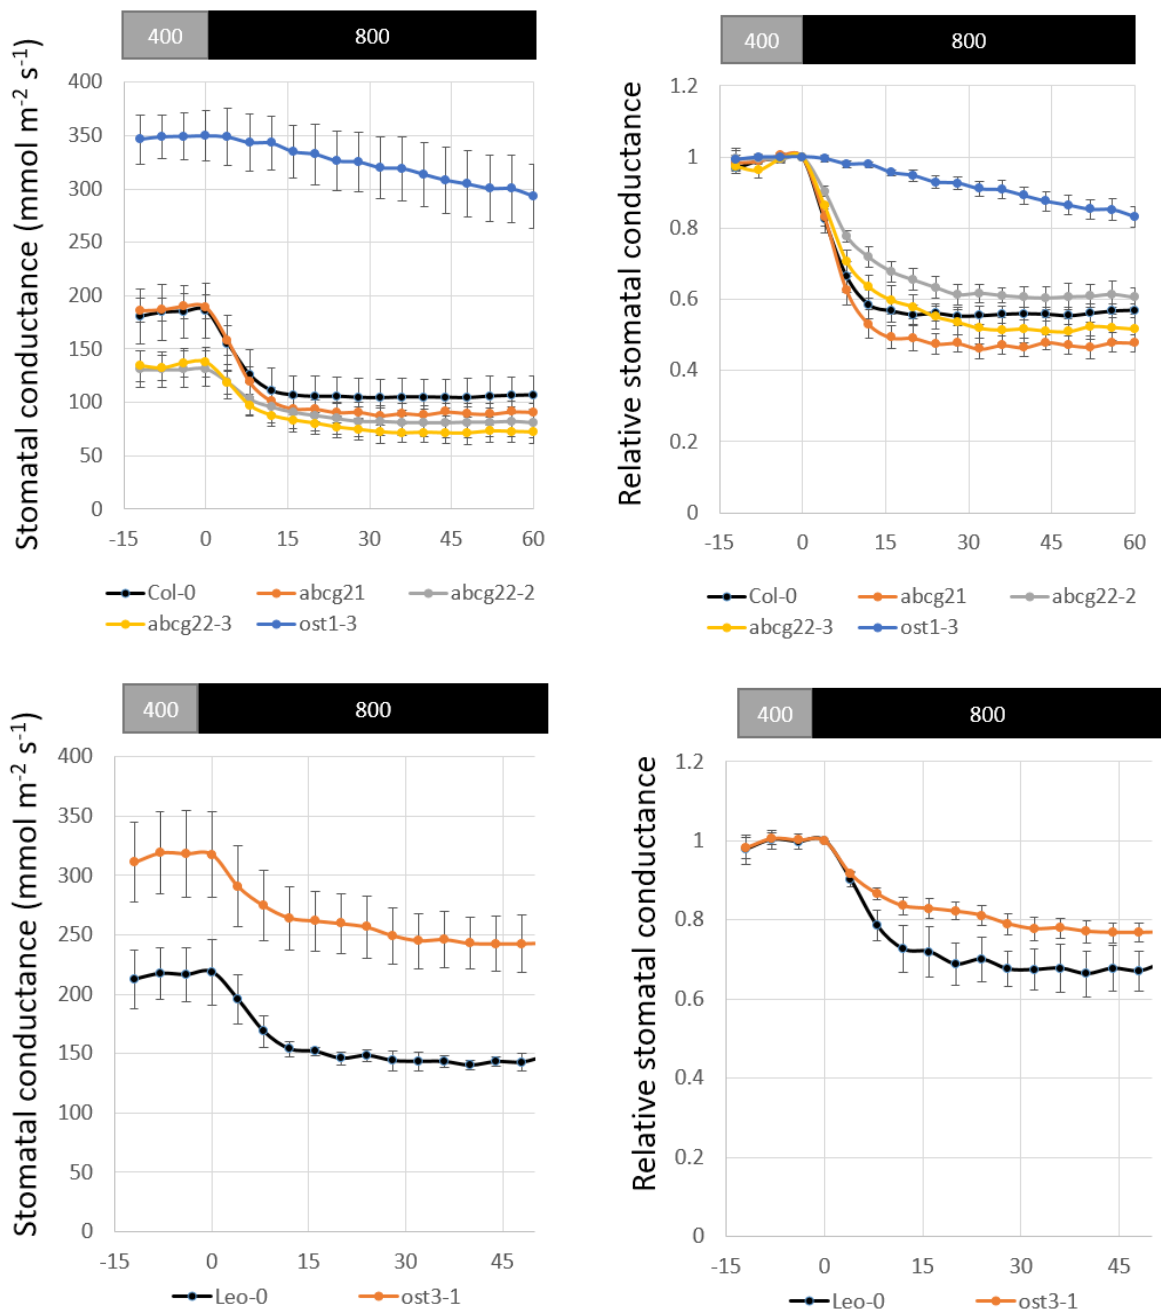 400 800
Stomatal conductance (mmol m⁻² s⁻¹)
400
350
300
250
200
150
100
50
0
-15 0 15 30 45 60
Col-0 abcg21 abcg22-2
abcg22-3 ost1-3
400 800
Relative stomatal conductance
1.2
1
0.8
0.6
0.4
0.2
0
-15 0 15 30 45 60
Col-0 abcg21 abcg22-2
abcg22-3 ost1-3
400 800
Stomatal conductance (mmol m⁻² s⁻¹)
400
350
300
250
200
150
100
50
0
-15 0 15 30 45
Leo-0 ost3-1
400 800
Relative stomatal conductance
1.2
1
0.8
0.6
0.4
0.2
0
-15 0 15 30 45
Leo-0 ost3-1